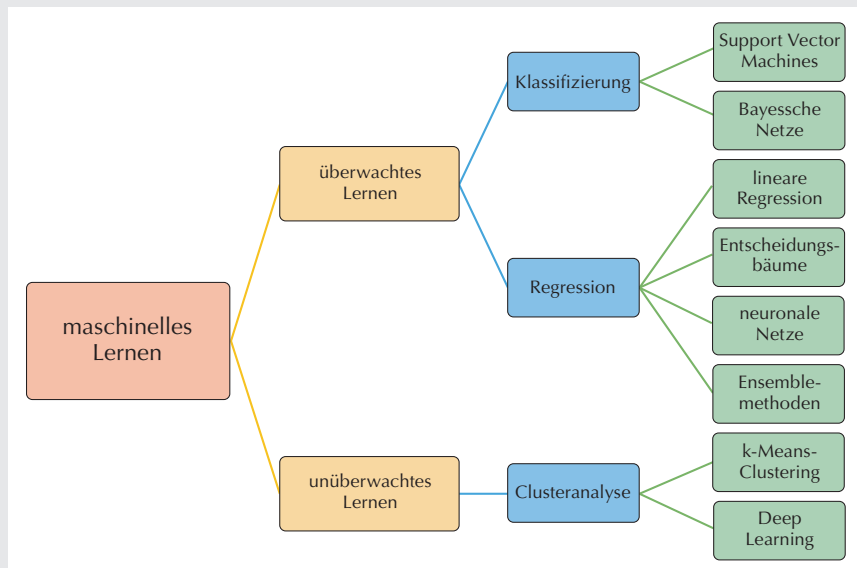 maschinelles
Lernen
überwachtes
Lernen
unüberwachtes
Lernen
Klassifizierung
Regression
Clusteranalyse
Support Vector
Machines
Bayessche
Netze
lineare
Regression
Entscheidungs-
bäume
neuronale
Netze
Ensemble-
methoden
k-Means-
Clustering
Deep
Learning